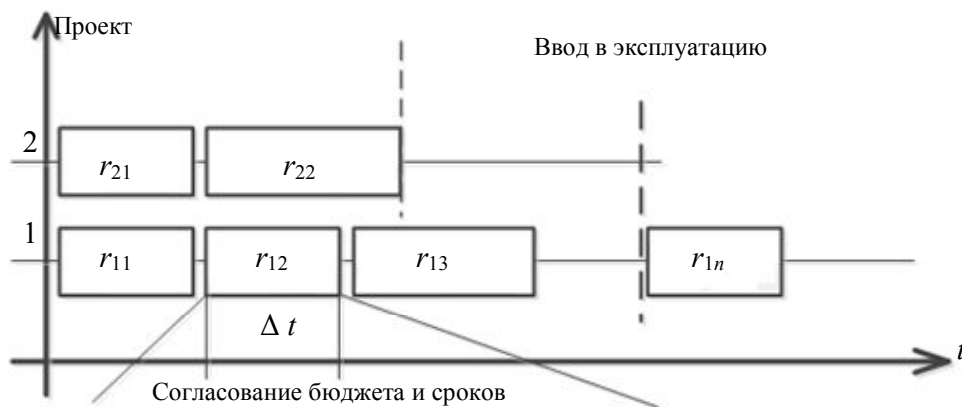 Проект
Ввод в эксплуатацию
2
r21
r22
1
r11
r12
r13
r1n
Δ t
t
Согласование бюджета и сроков